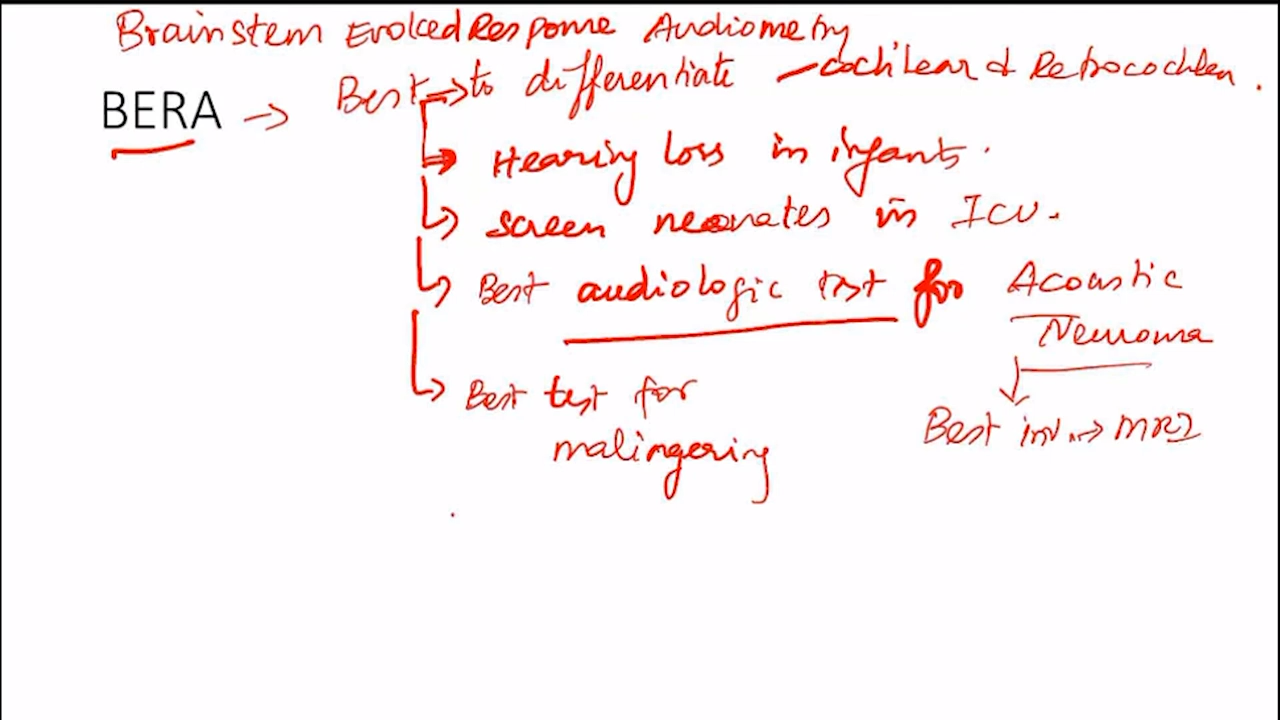 Brainstem Evoked Response Audiometry
BERA → Best → to differentiate - cochlear & Retrocochlear.
→ Hearing loss in infants.
↳ screen neonates in ICU.
↳ Best audiologic test for Acoustic
Neuroma
↓
↳ Best test for
malingering
Best inv. → MRI